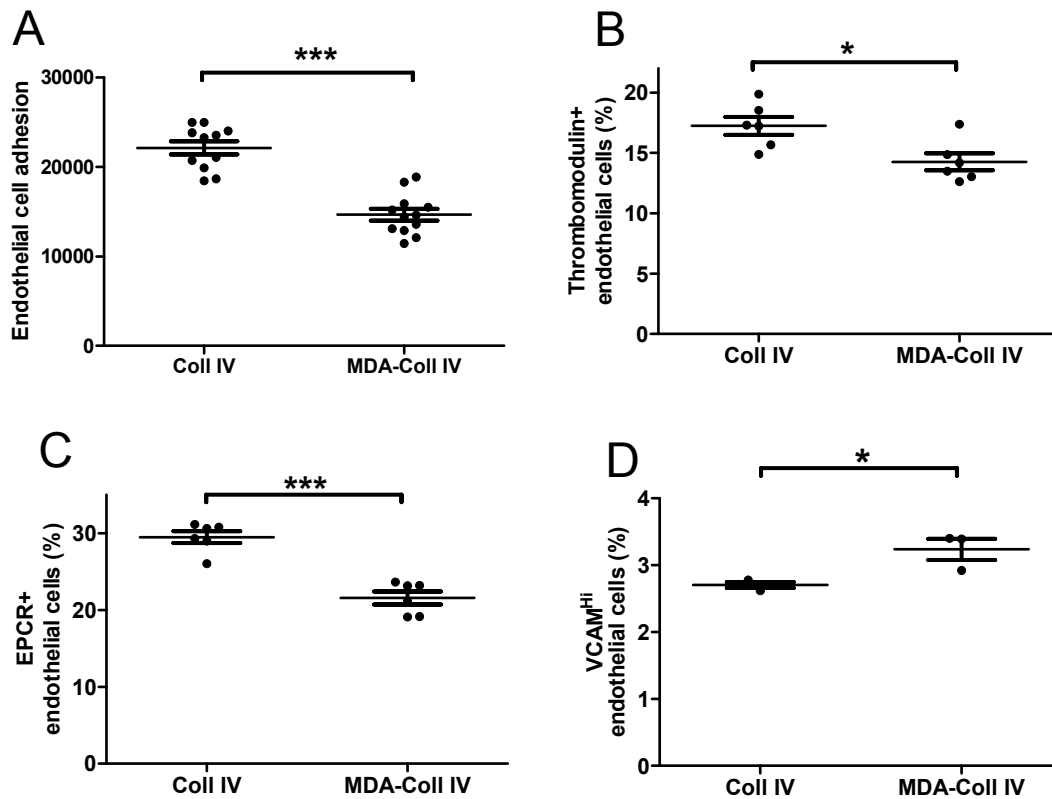 A
***
Endothelial cell adhesion
30000
20000
10000
0
Coll IV
MDA-Coll IV
B
*
Thrombomodulin+
endothelial cells (%)
20
15
10
5
0
Coll IV
MDA-Coll IV
C
***
EPCR+
endothelial cells (%)
30
20
10
0
Coll IV
MDA-Coll IV
D
*
VCAMHi
endothelial cells (%)
4
3
2
1
0
Coll IV
MDA-Coll IV